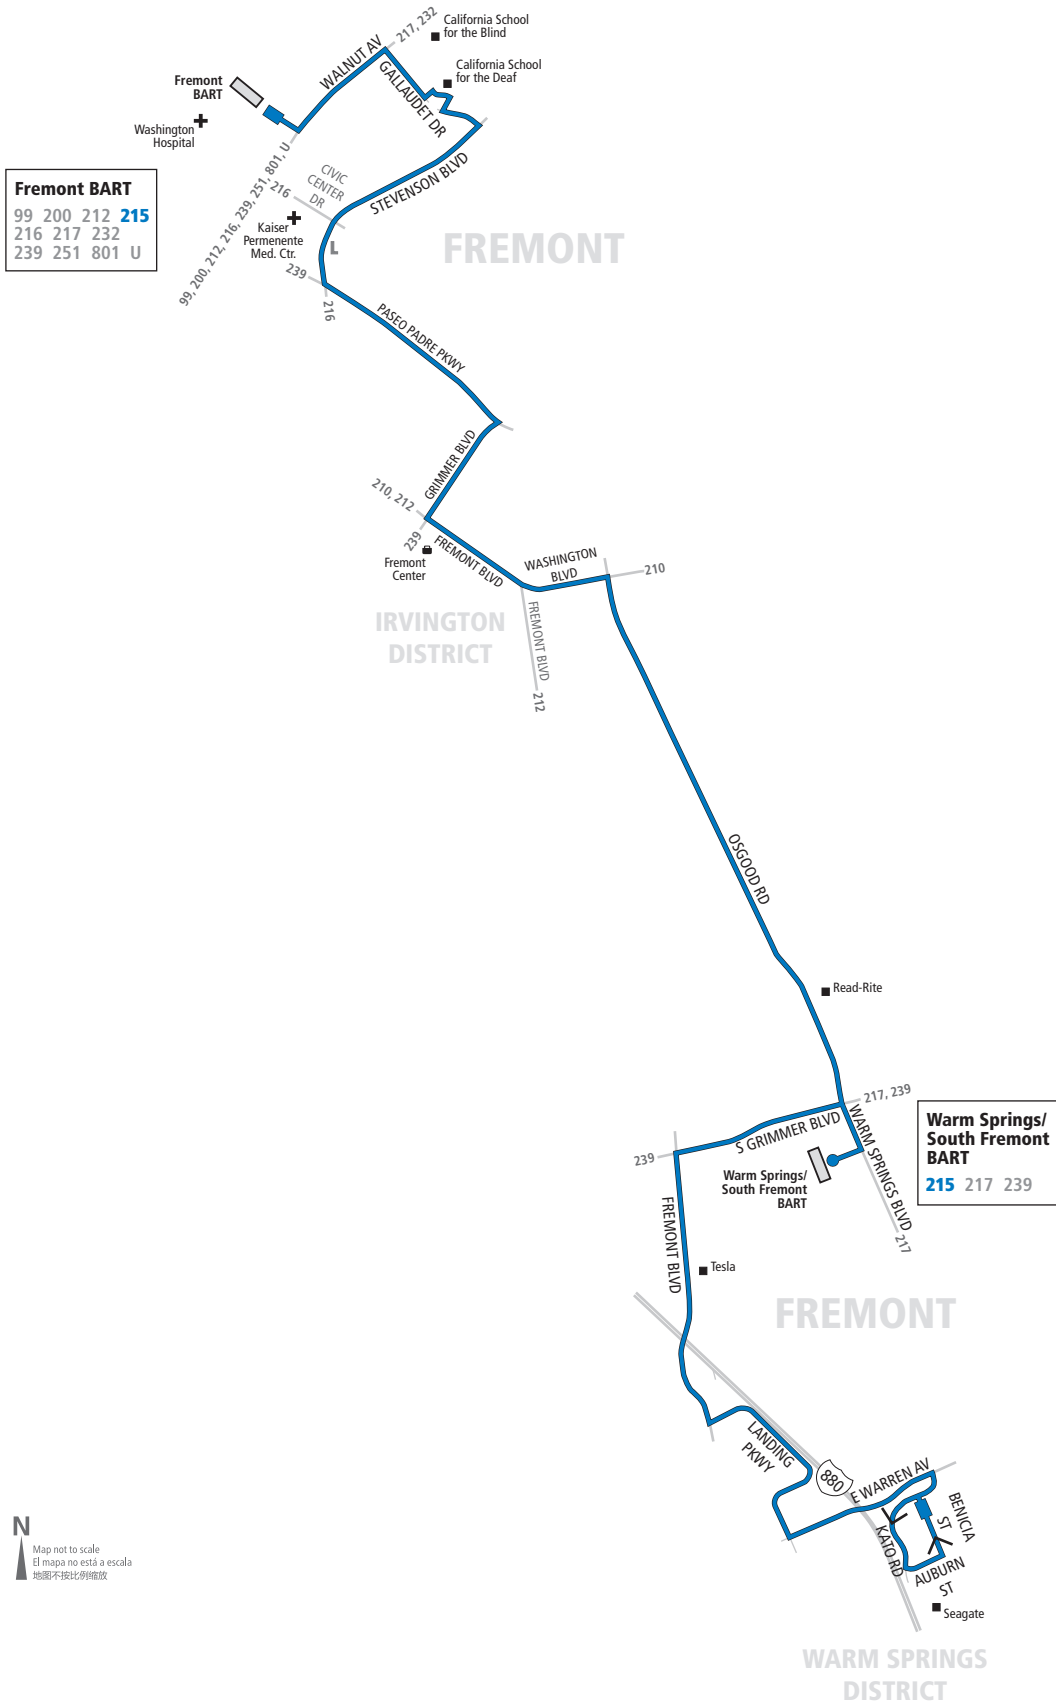 217, 232
California School
for the Blind
WALNUT AV
California School
for the Deaf
GALLAUDET DR
Fremont
BART
Washington
Hospital
99, 200, 212, 216, 239, 251, 801, U
CIVIC
CENTER
DR
216
STEVENSON BLVD
Fremont BART
99 200 212 215
216 217 232
239 251 801 U
Kaiser
Permenente
Med. Ctr.
L
FREMONT
239
216
PASEO PADRE PKWY
GRIMMER BLVD
210, 212
239
Fremont
Center
FREMONT BLVD
WASHINGTON
BLVD
210
IRVINGTON
DISTRICT
FREMONT BLVD
212
OSGOOD RD
Read-Rite
217, 239
S GRIMMER BLVD
WARM SPRINGS BLVD
239
Warm Springs/
South Fremont
BART
217
Warm Springs/
South Fremont
BART
215 217 239
FREMONT BLVD
Tesla
FREMONT
LANDING
PKWY
880
E WARREN AV
BENICIA
ST
KATO RD
AUBURN
ST
Seagate
N
Map not to scale
El mapa no está a escala
地图不按比例缩放
WARM SPRINGS
DISTRICT